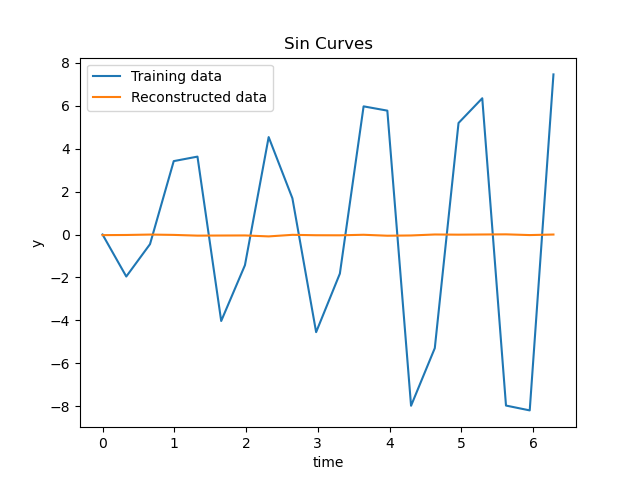 Sin Curves
Training data
Reconstructed data
8
6
4
2
0
−2
−4
−6
−8
y
0 1 2 3 4 5 6
time